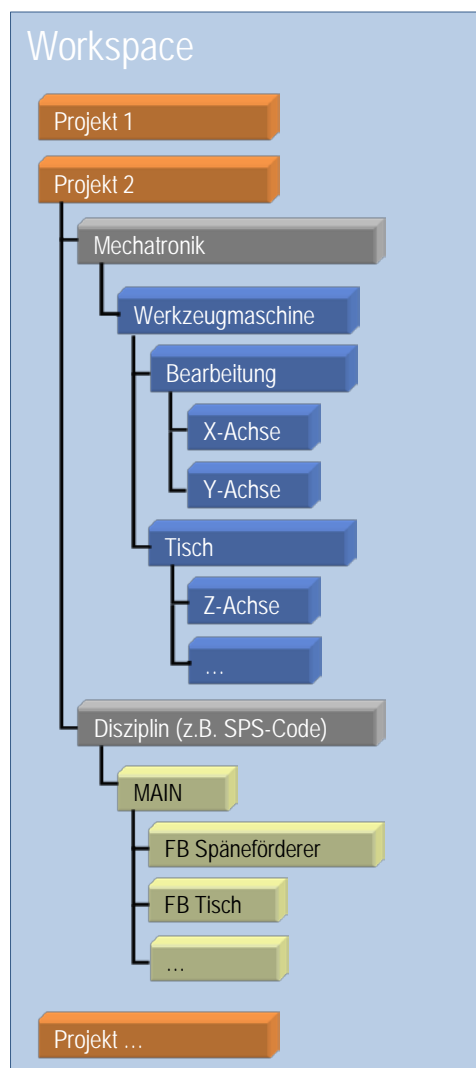 Workspace
Projekt 1
Projekt 2
Mechatronik
Werkzeugmaschine
Bearbeitung
X-Achse
Y-Achse
Tisch
Z-Achse
...
Disziplin (z.B. SPS-Code)
MAIN
FB Späneförderer
FB Tisch
...
Projekt ...